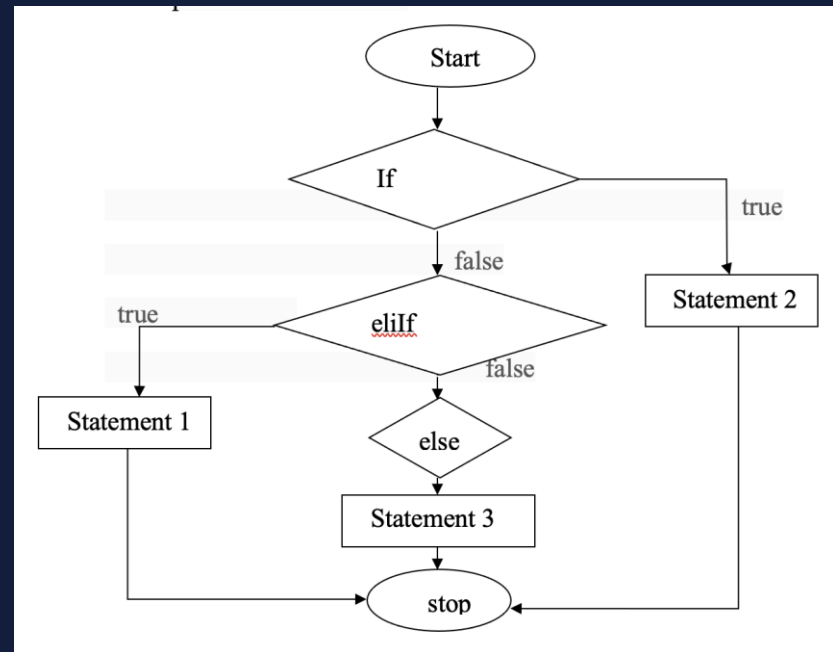 Start
If
true
false
Statement 2
true
eliIf
false
Statement 1
else
Statement 3
stop